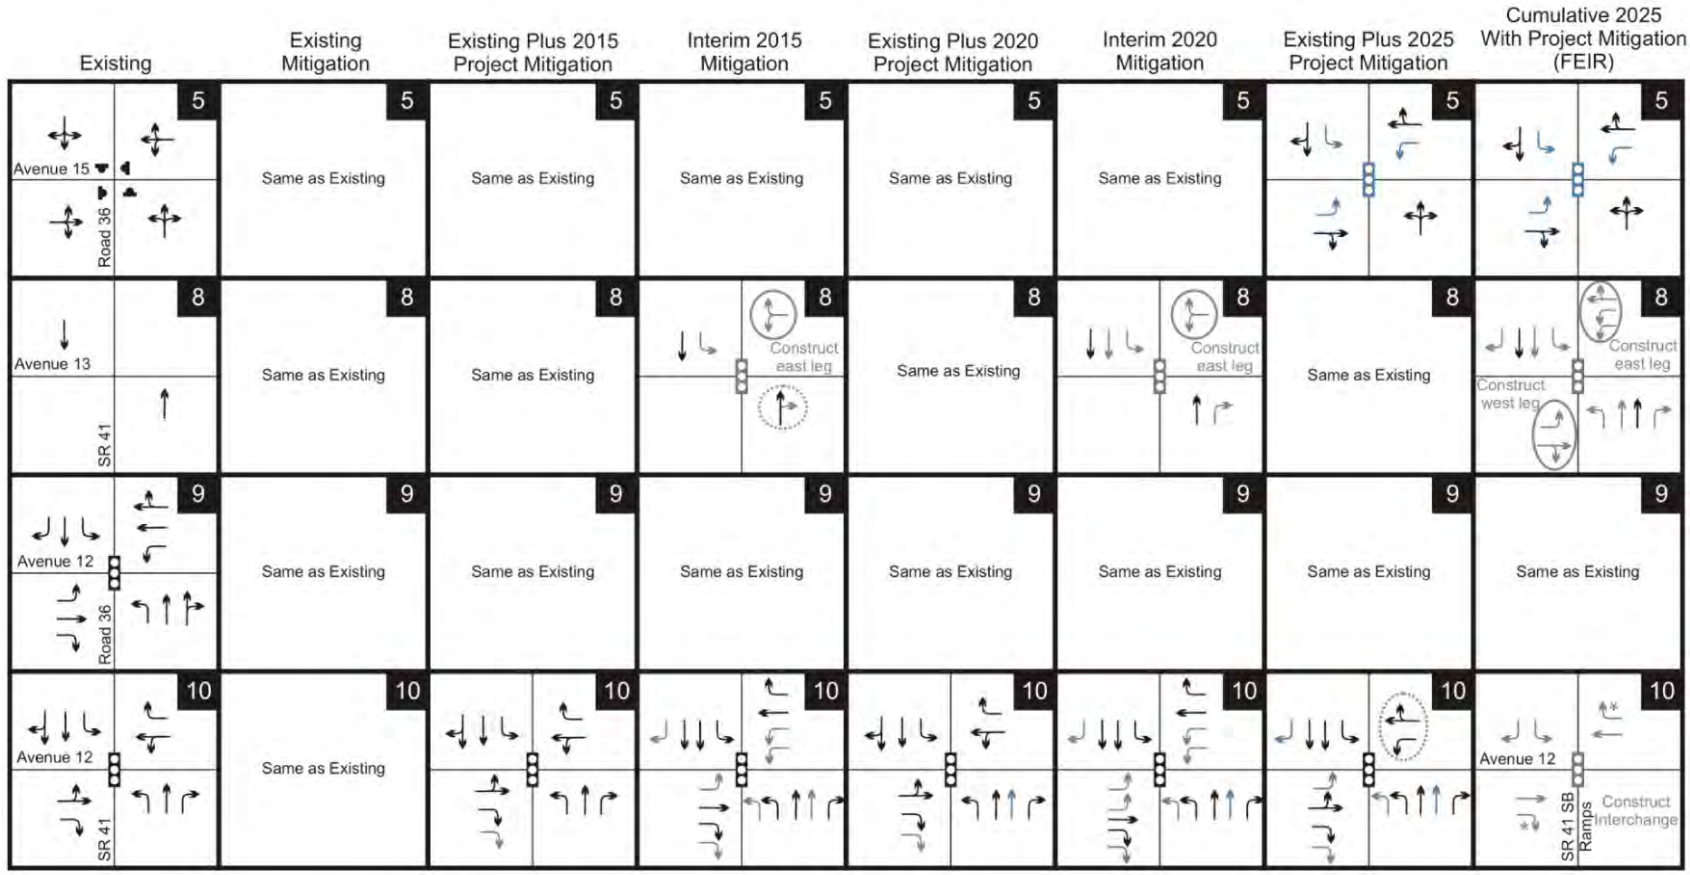 Existing
Existing
Mitigation
Existing Plus 2015
Project Mitigation
Interim 2015
Mitigation
Existing Plus 2020
Project Mitigation
Interim 2020
Mitigation
Existing Plus 2025
Project Mitigation
Cumulative 2025
With Project Mitigation
(FEIR)
5
Avenue 15
Road 36
5
Same as Existing
5
Same as Existing
5
Same as Existing
5
Same as Existing
5
Same as Existing
5
5
8
Avenue 13
SR 41
8
Same as Existing
8
Same as Existing
8
Construct
east leg
8
Same as Existing
8
Construct
east leg
8
Same as Existing
8
Construct
east leg
Construct
west leg
9
Avenue 12
Road 36
9
Same as Existing
9
Same as Existing
9
Same as Existing
9
Same as Existing
9
Same as Existing
9
Same as Existing
9
Same as Existing
10
Avenue 12
SR 41
10
Same as Existing
10
10
10
10
10
10
*
Avenue 12
*
SR 41 SB
Ramps
Construct
Interchange